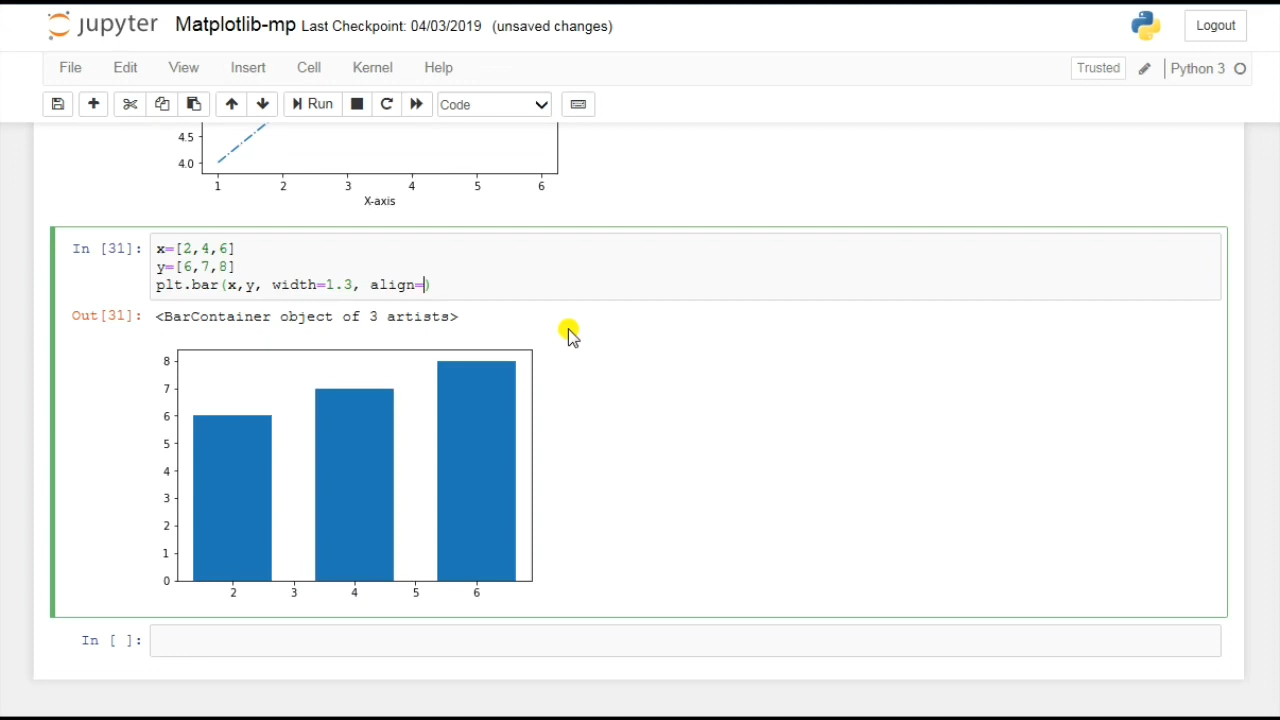 jupyter Matplotlib-mp Last Checkpoint: 04/03/2019 (unsaved changes) Logout
File Edit View Insert Cell Kernel Help Trusted Python 3
Run Code
4.5
4.0
1 2 3 4 5 6
X-axis
In [31]: x=[2,4,6]
y=[6,7,8]
plt.bar(x,y, width=1.3, align=)
Out[31]: <BarContainer object of 3 artists>
8
7
6
5
4
3
2
1
0
2 3 4 5 6
In [ ]: